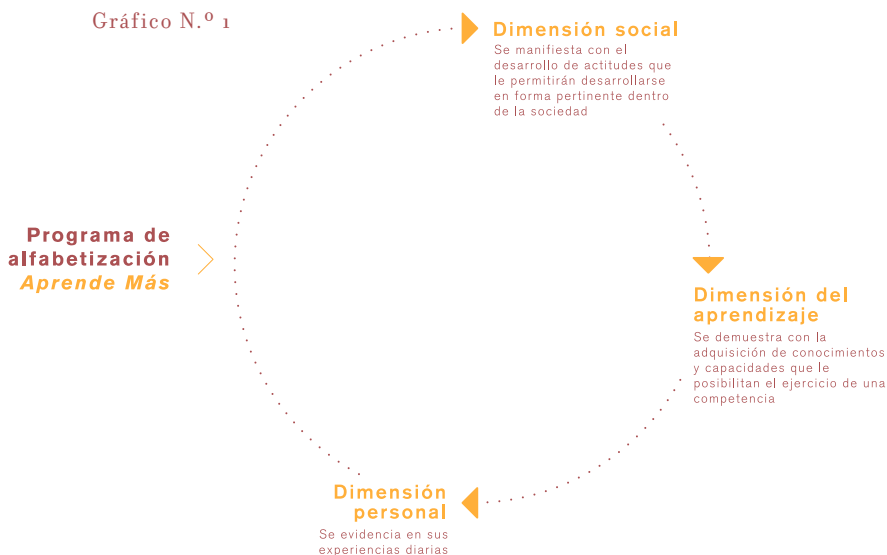 Gráfico N.º 1
Dimensión social
Se manifiesta con el
desarrollo de actitudes que
le permitirán desarrollarse
en forma pertinente dentro
de la sociedad
Programa de
alfabetización
Aprende Más
Dimensión del
aprendizaje
Se demuestra con la
adquisición de conocimientos
y capacidades que le
posibilitan el ejercicio de una
competencia
Dimensión
personal
Se evidencia en sus
experiencias diarias